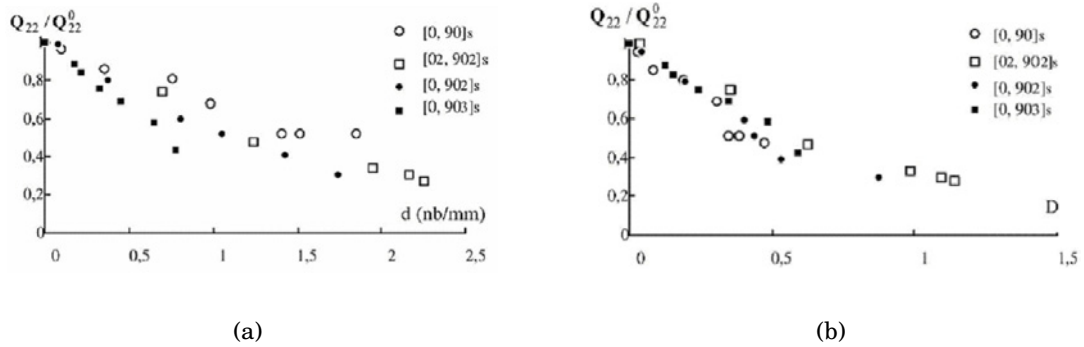 Q22 / Q⁰22
[0, 90]s
[02, 902]s
[0, 902]s
[0, 903]s
0,8
0,6
0,4
0,2
0
d (nb/mm)
0 0,5 1 1,5 2 2,5
(a)
Q22 / Q⁰22
[0, 90]s
[02, 902]s
[0, 902]s
[0, 903]s
0,8
0,6
0,4
0,2
0
D
0 0,5 1 1,5
(b)